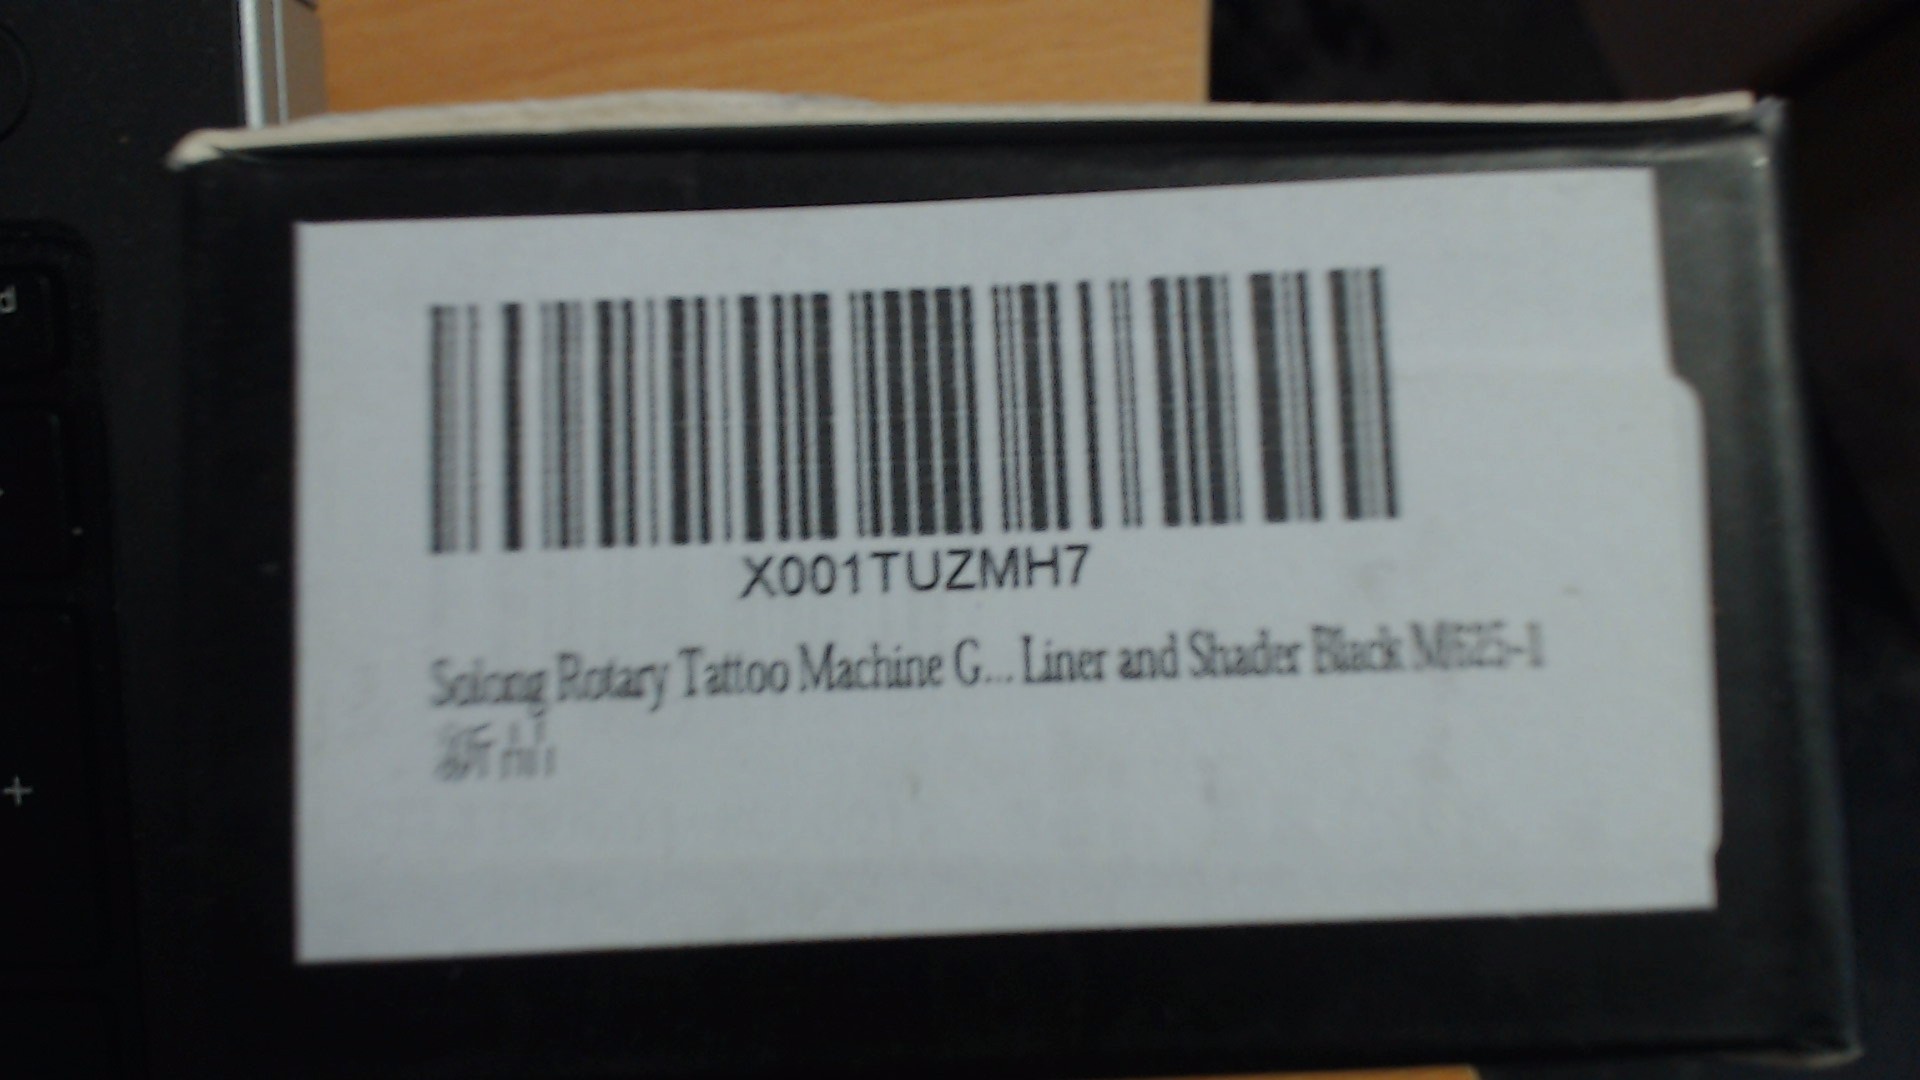 X001TUZMH7
Solong Rotary Tattoo Machine G... Liner and Shader Black M625-1
d
+